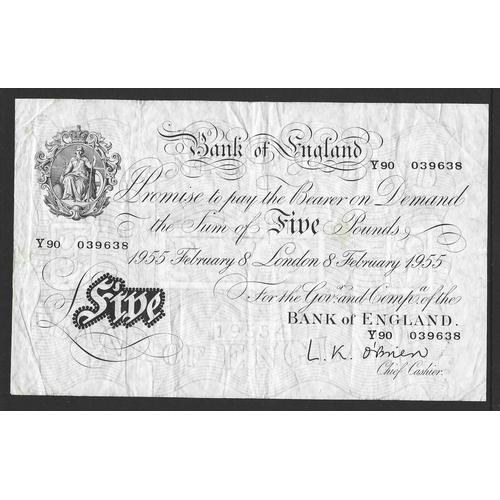 Bank of England
Y90 039638
Promise to pay the Bearer on Demand
the Sum of Five Pounds
Y90 039638
1955 February 8 London 8 February 1955
For the Govr. and Compa. of the
BANK of ENGLAND.
Five
Y90 039638
1955
L.K. O'Brien
Chief Cashier.